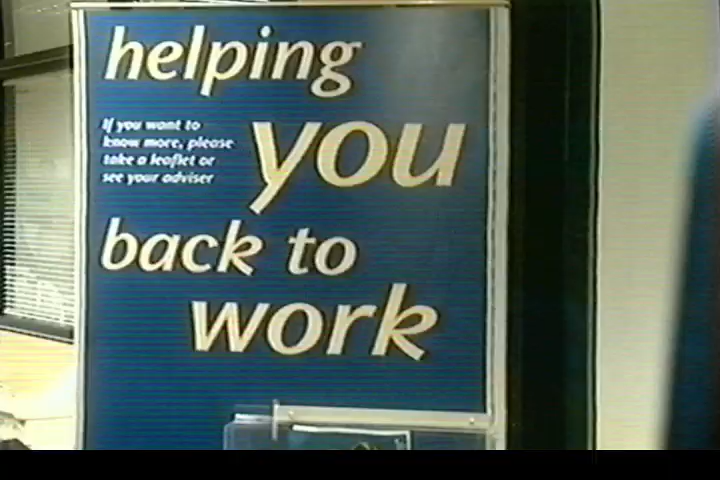 helping
you
If you want to
know more, please
take a leaflet or
see your adviser
back to
work